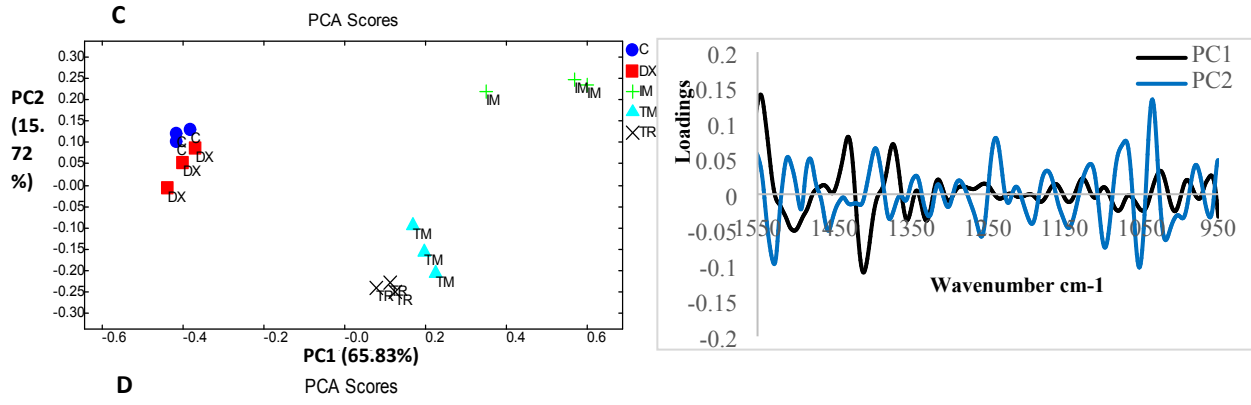 C
PCA Scores
0.30
0.25
0.20
0.15
0.10
0.05
-0.00
-0.05
-0.10
-0.15
-0.20
-0.25
-0.30
PC2
(15.
72
%)
IM
IM
IM
C
C
C
DX
DX
DX
TM
TM
TM
TR
TR
TR
-0.6
-0.4
-0.2
-0.0
0.2
0.4
0.6
PC1 (65.83%)
C
DX
IM
TM
TR
Loadings
0.2
0.15
0.1
0.05
0
-0.05
-0.1
-0.15
-0.2
PC1
PC2
1550
1450
1350
1250
1150
1050
950
Wavenumber cm-1
D
PCA Scores